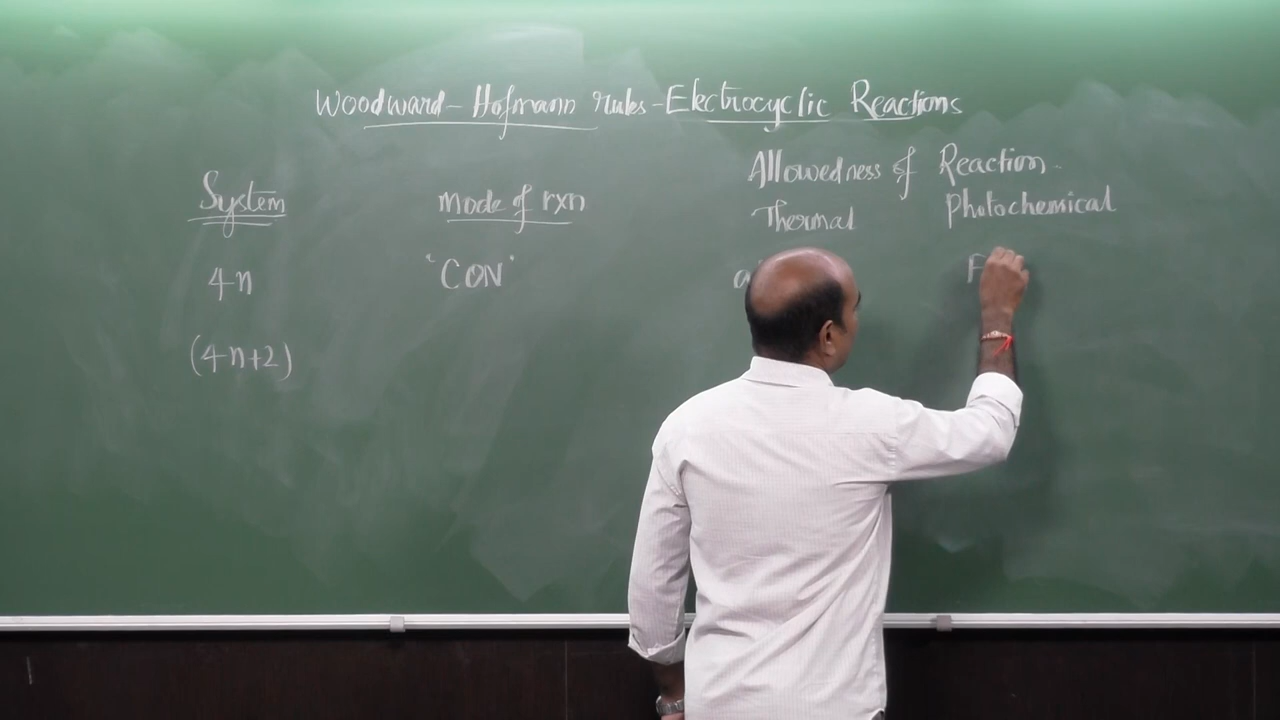 Woodward-Hofmann rules - Electrocyclic Reactions
Allowedness of Reaction.
System mode of rxn Thermal photochemical
4n 'CON'
(4n+2)